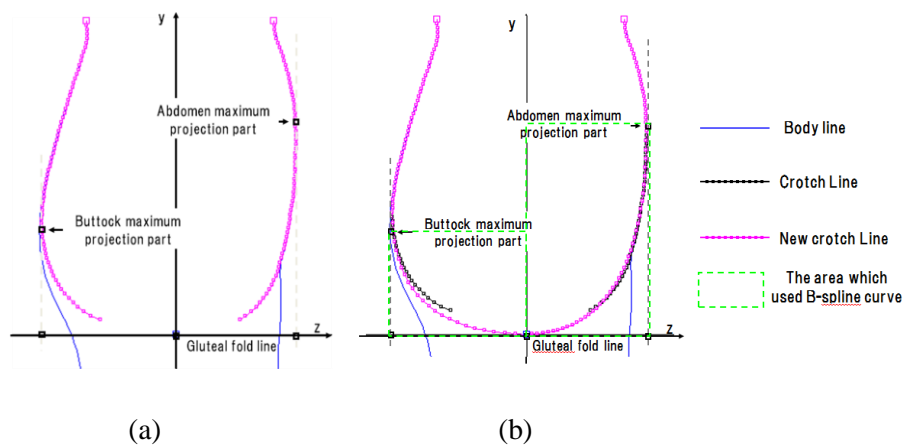 y
Abdomen maximum
projection part
Buttock maximum
projection part
z
Gluteal fold line
(a)
y
Abdomen maximum
projection part
Buttock maximum
projection part
z
Gluteal fold line
(b)
Body line
Crotch Line
New crotch Line
The area which
used B-spline curve